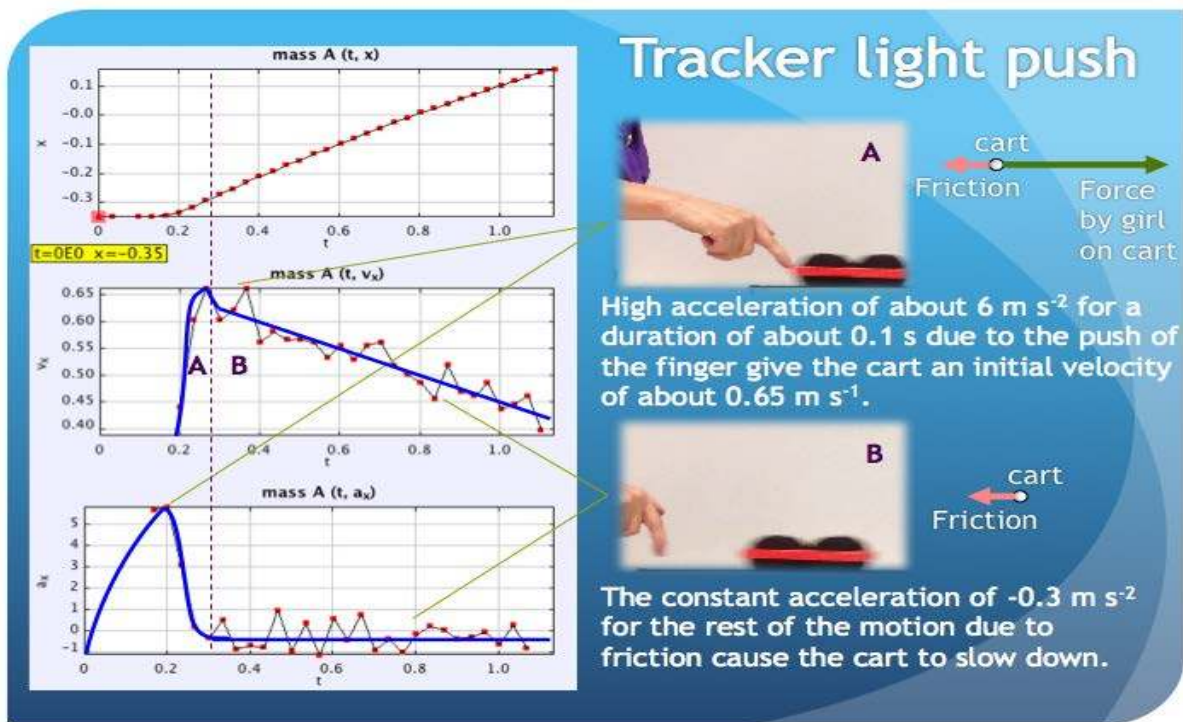 Tracker light push
mass A (t, x)
0.1
-0.0
-0.1
-0.2
-0.3
x
0 0.2 0.4 0.6 0.8 1.0
t
t=0E0 x=-0.35
mass A (t, vx)
0.65
0.60
0.55
0.50
0.45
0.40
vx
A B
0 0.2 0.4 0.6 0.8 1.0
t
mass A (t, ax)
5
4
3
2
1
0
-1
ax
0 0.2 0.4 0.6 0.8 1.0
t
A
cart
Friction
Force
by girl
on cart
High acceleration of about 6 m s-2 for a
duration of about 0.1 s due to the push of
the finger give the cart an initial velocity
of about 0.65 m s-1.
B
cart
Friction
The constant acceleration of -0.3 m s-2
for the rest of the motion due to
friction cause the cart to slow down.